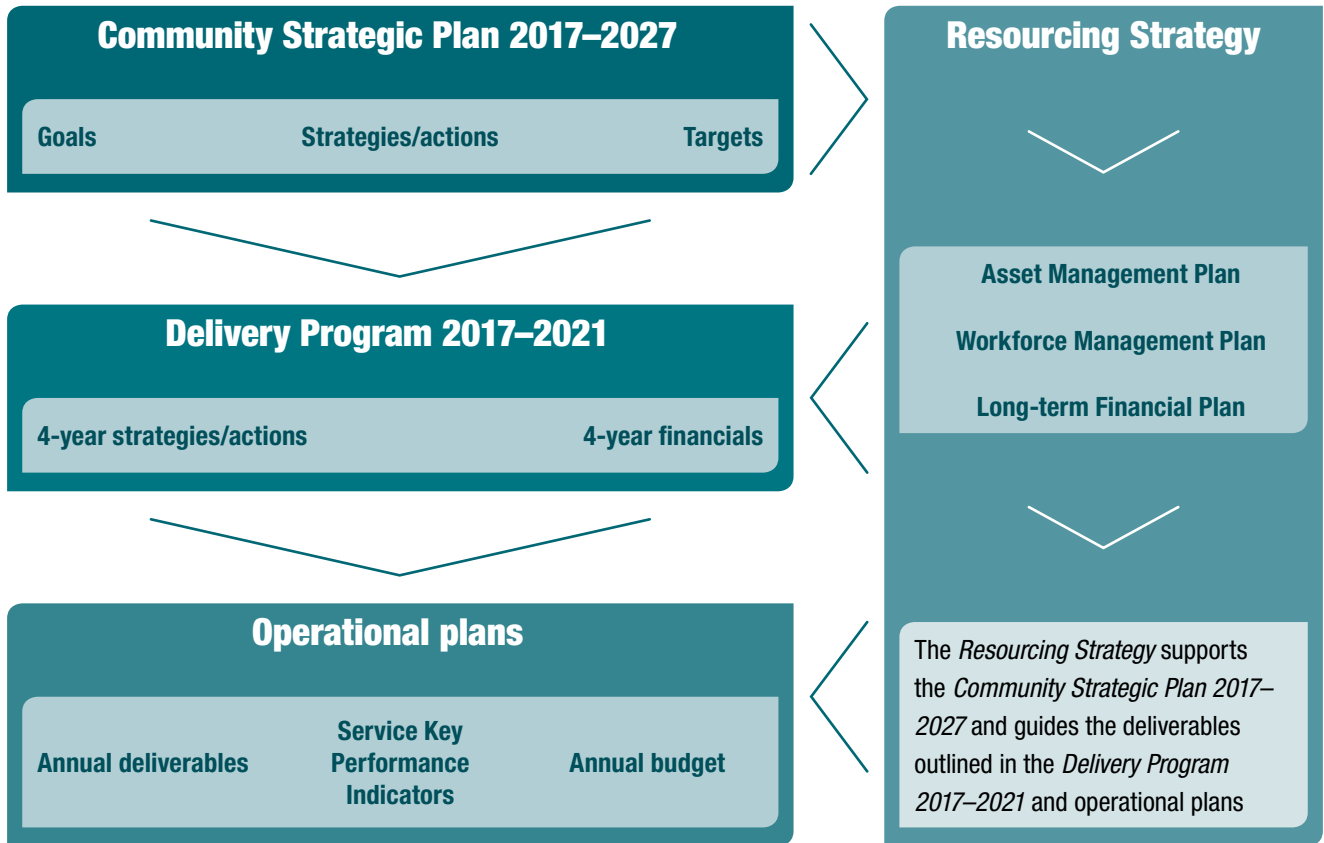 Community Strategic Plan 2017–2027
Goals
Strategies/actions
Targets
Delivery Program 2017–2021
4-year strategies/actions
4-year financials
Operational plans
Annual deliverables
Service Key
Performance
Indicators
Annual budget
Resourcing Strategy
Asset Management Plan
Workforce Management Plan
Long-term Financial Plan
The Resourcing Strategy supports
the Community Strategic Plan 2017–
2027 and guides the deliverables
outlined in the Delivery Program
2017–2021 and operational plans